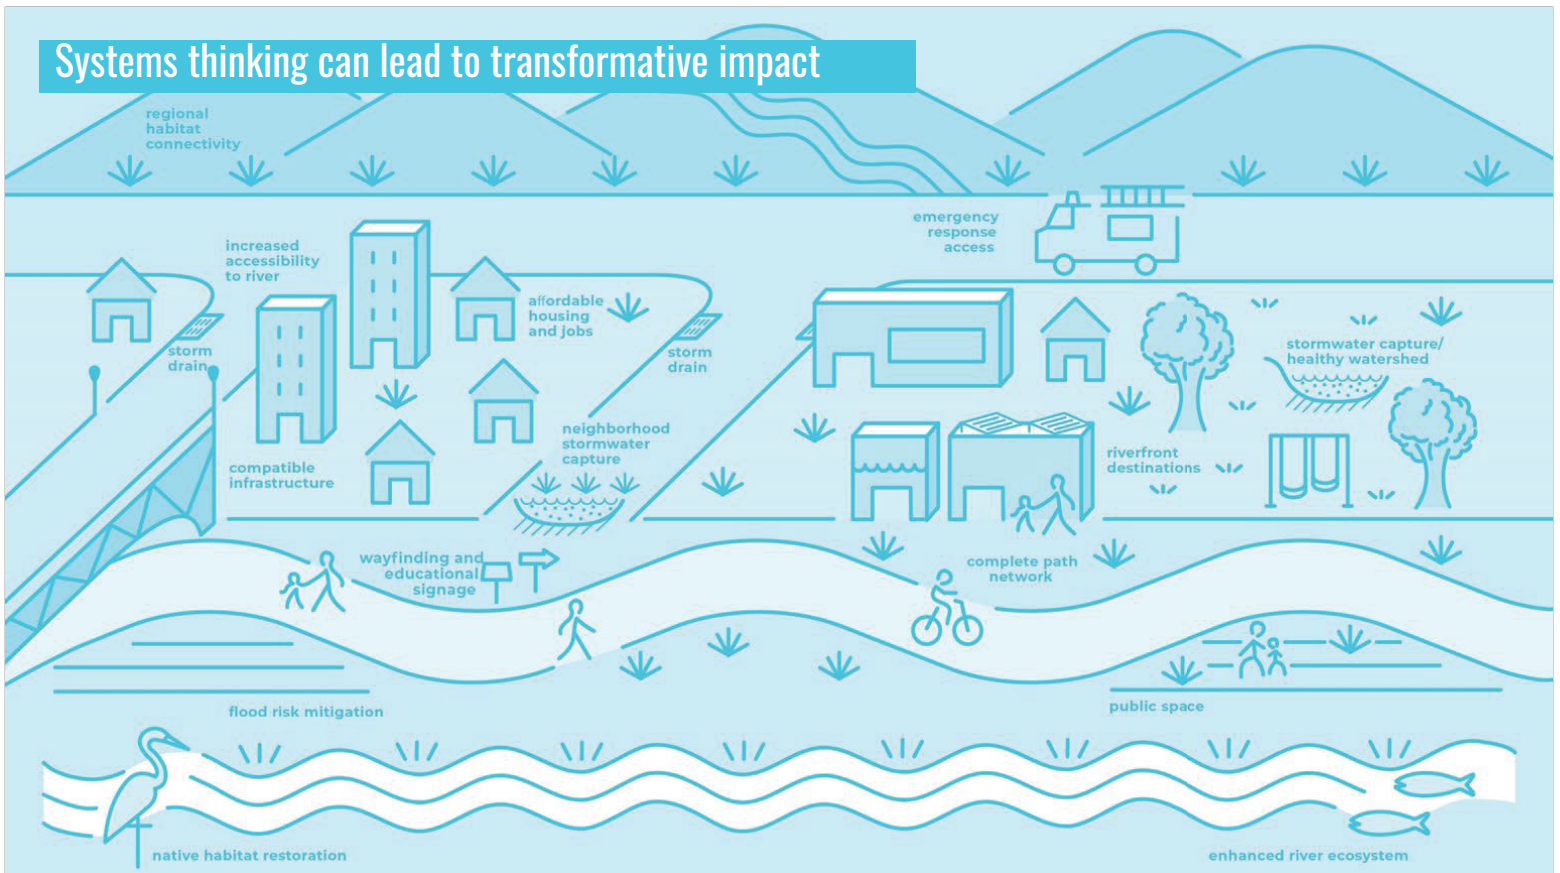 Systems thinking can lead to transformative impact
regional
habitat
connectivity
emergency
response
access
increased
accessibility
to river
affordable
housing
and jobs
storm
drain
storm
drain
stormwater capture/
healthy watershed
neighborhood
stormwater
capture
compatible
infrastructure
riverfront
destinations
wayfinding and
educational
signage
complete path
network
flood risk mitigation
public space
native habitat restoration
enhanced river ecosystem